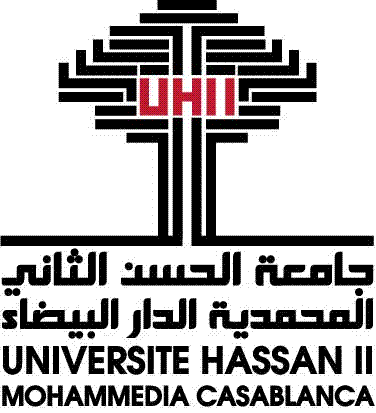 UHII
جامعة الحسن الثاني
المحمدية الدار البيضاء
UNIVERSITE HASSAN II
MOHAMMEDIA CASABLANCA